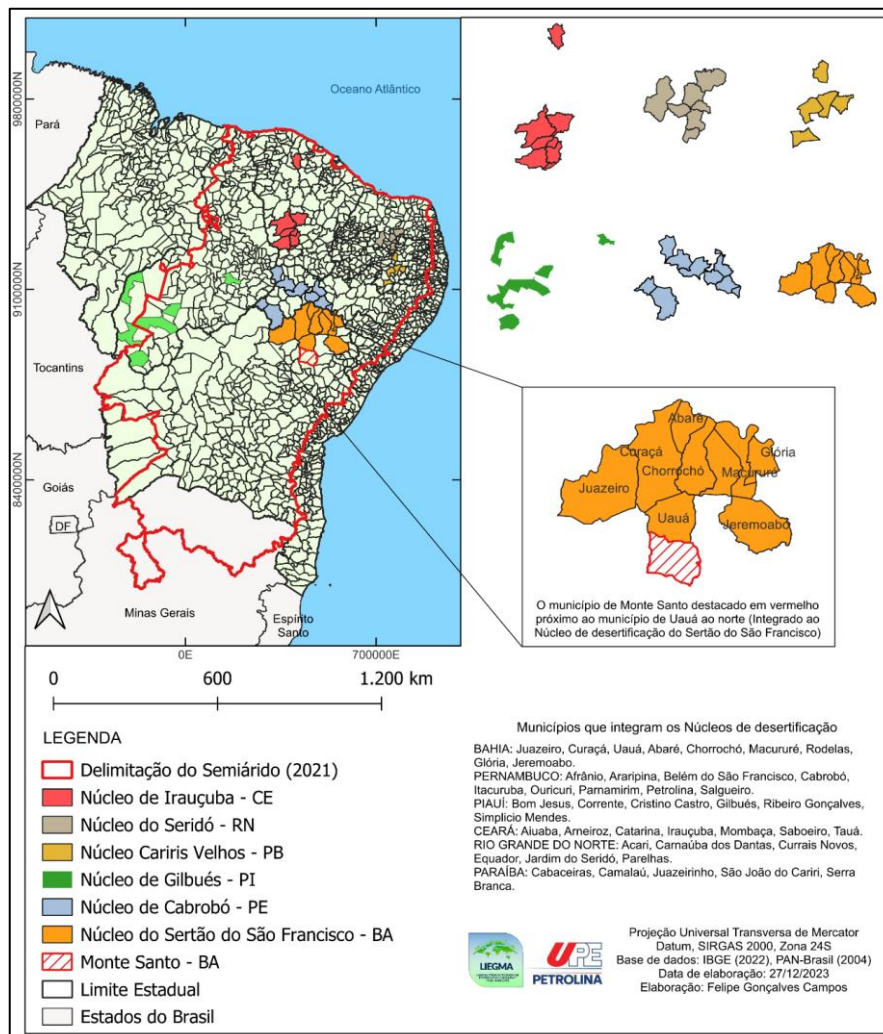 Oceano Atlântico
Pará
Tocantins
Goiás
DF
Minas Gerais
Espírito
Santo
9800000N
9100000N
8400000N
0E
700000E
Abaré
Curaçá
Chorrochó
Glória
Macururé
Juazeiro
Uauá
Jeremoabo
O município de Monte Santo destacado em vermelho
próximo ao município de Uauá ao norte (Integrado ao
Núcleo de desertificação do Sertão do São Francisco)
0
600
1.200 km
LEGENDA
Delimitação do Semiárido (2021)
Núcleo de Irauçuba - CE
Núcleo do Seridó - RN
Núcleo Cariris Velhos - PB
Núcleo de Gilbués - PI
Núcleo de Cabrobó - PE
Núcleo do Sertão do São Francisco - BA
Monte Santo - BA
Limite Estadual
Estados do Brasil
Municípios que integram os Núcleos de desertificação
BAHIA: Juazeiro, Curaçá, Uauá, Abaré, Chorrochó, Macururé, Rodelas,
Glória, Jeremoabo.
PERNAMBUCO: Afrânio, Araripina, Belém do São Francisco, Cabrobó,
Itacuruba, Ouricuri, Parnamirim, Petrolina, Salgueiro.
PIAUÍ: Bom Jesus, Corrente, Cristino Castro, Gilbués, Ribeiro Gonçalves,
Simplicio Mendes.
CEARÁ: Aiuaba, Arneiroz, Catarina, Irauçuba, Mombaça, Saboeiro, Tauá.
RIO GRANDE DO NORTE: Acari, Carnaúba dos Dantas, Currais Novos,
Equador, Jardim do Seridó, Parelhas.
PARAÍBA: Cabaceiras, Camalaú, Juazeirinho, São João do Cariri, Serra
Branca.
LIEGMA
UPE
PETROLINA
Projeção Universal Transversa de Mercator
Datum, SIRGAS 2000, Zona 24S
Base de dados: IBGE (2022), PAN-Brasil (2004)
Data de elaboração: 27/12/2023
Elaboração: Felipe Gonçalves Campos